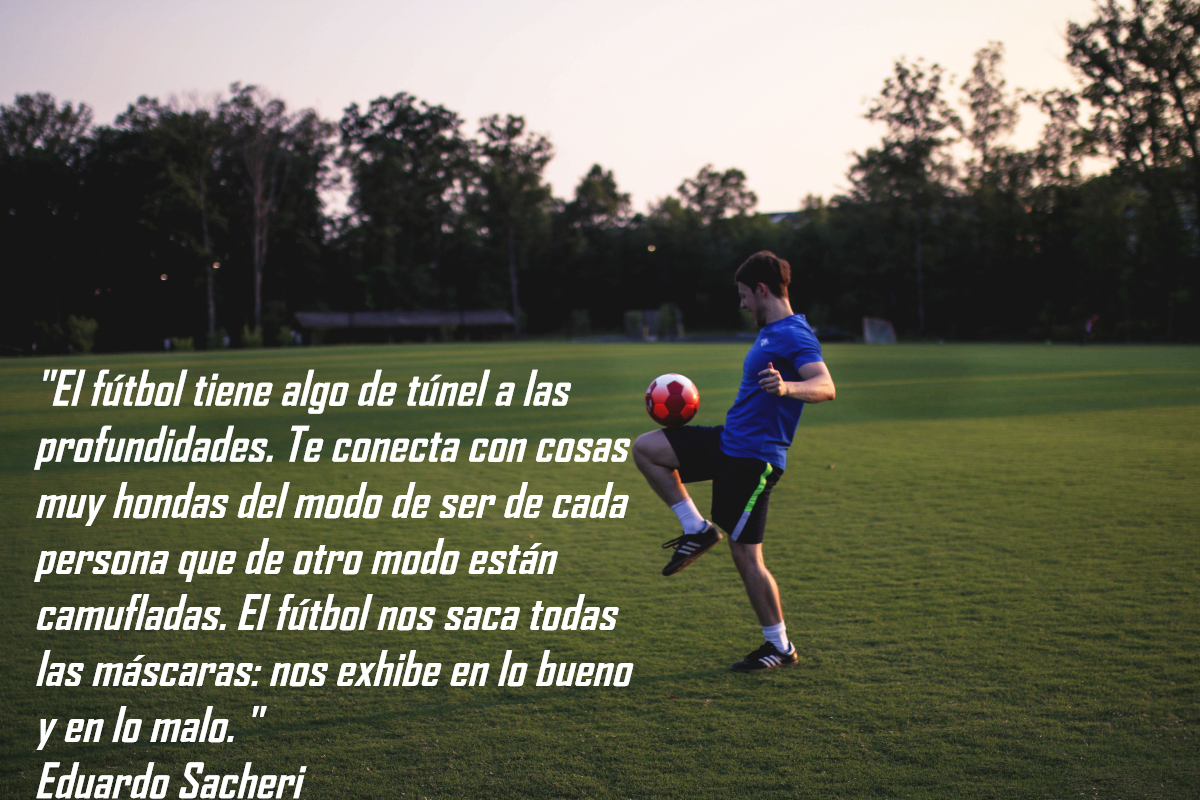 "El fútbol tiene algo de túnel a las
profundidades. Te conecta con cosas
muy hondas del modo de ser de cada
persona que de otro modo están
camufladas. El fútbol nos saca todas
las máscaras: nos exhibe en lo bueno
y en lo malo. "
Eduardo Sacheri